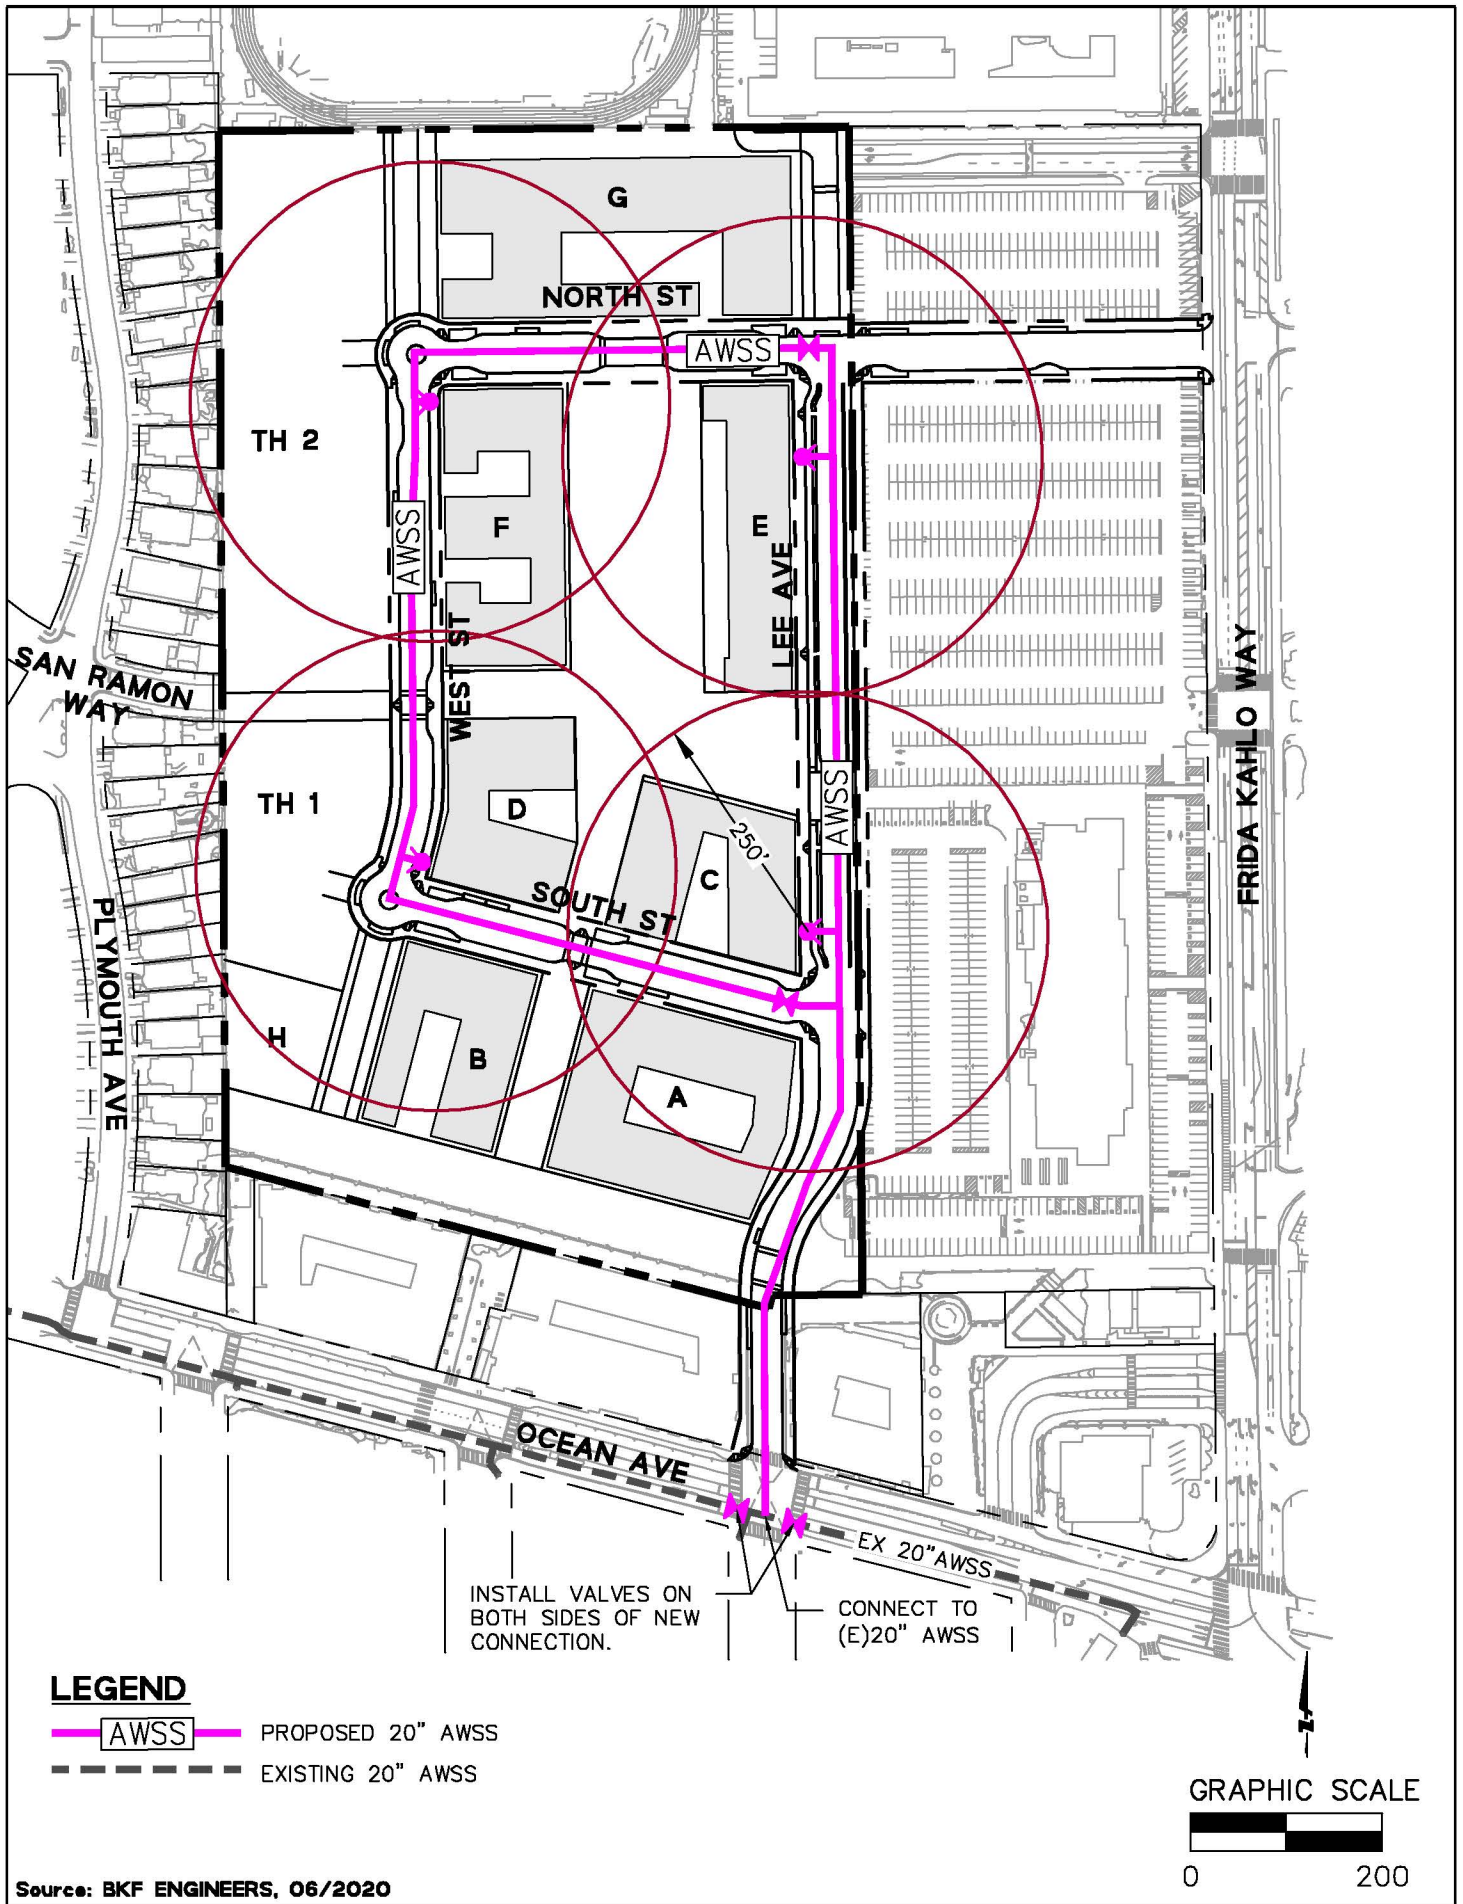 G
NORTH ST
AWSS
TH 2
AWSS
F
E
LEE AVE
WEST ST
SAN RAMON
WAY
FRIDA KAHLO WAY
TH 1
D
AWSS
250'
C
SOUTH ST
PLYMOUTH AVE
H
B
A
OCEAN AVE
EX 20"AWSS
INSTALL VALVES ON
BOTH SIDES OF NEW
CONNECTION.
CONNECT TO
(E)20" AWSS
LEGEND
AWSS PROPOSED 20" AWSS
EXISTING 20" AWSS
GRAPHIC SCALE
0 200
Source: BKF ENGINEERS, 06/2020